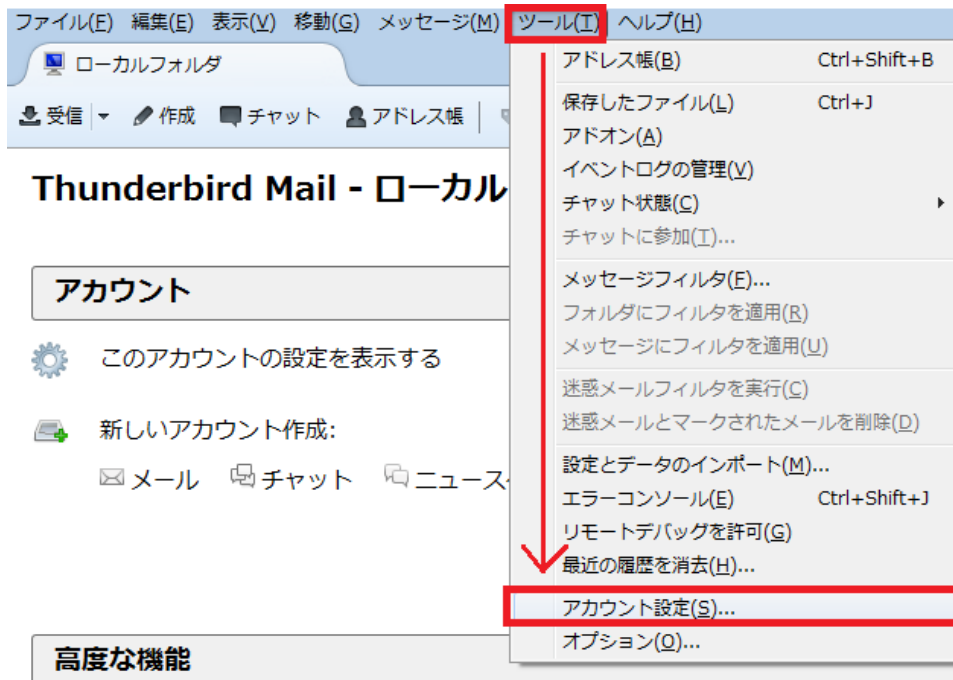 ファイル(F) 編集(E) 表示(V) 移動(G) メッセージ(M) ツール(T) ヘルプ(H)
ローカルフォルダ
受信 作成 チャット アドレス帳
Thunderbird Mail - ローカル
アカウント
このアカウントの設定を表示する
新しいアカウント作成:
メール チャット ニュース
高度な機能
アドレス帳(B) Ctrl+Shift+B
保存したファイル(L) Ctrl+J
アドオン(A)
イベントログの管理(V)
チャット状態(C)
チャットに参加(T)...
メッセージフィルタ(F)...
フォルダにフィルタを適用(R)
メッセージにフィルタを適用(U)
迷惑メールフィルタを実行(C)
迷惑メールとマークされたメールを削除(D)
設定とデータのインポート(M)...
エラーコンソール(E) Ctrl+Shift+J
リモートデバッグを許可(G)
最近の履歴を消去(H)...
アカウント設定(S)...
オプション(O)...